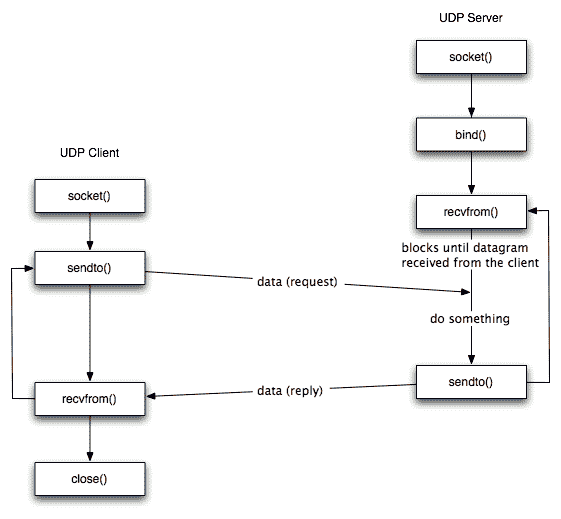 UDP Server
socket()
bind()
UDP Client
socket()
recvfrom()
blocks until datagram
received from the client
sendto()
data (request)
do something
sendto()
data (reply)
recvfrom()
close()